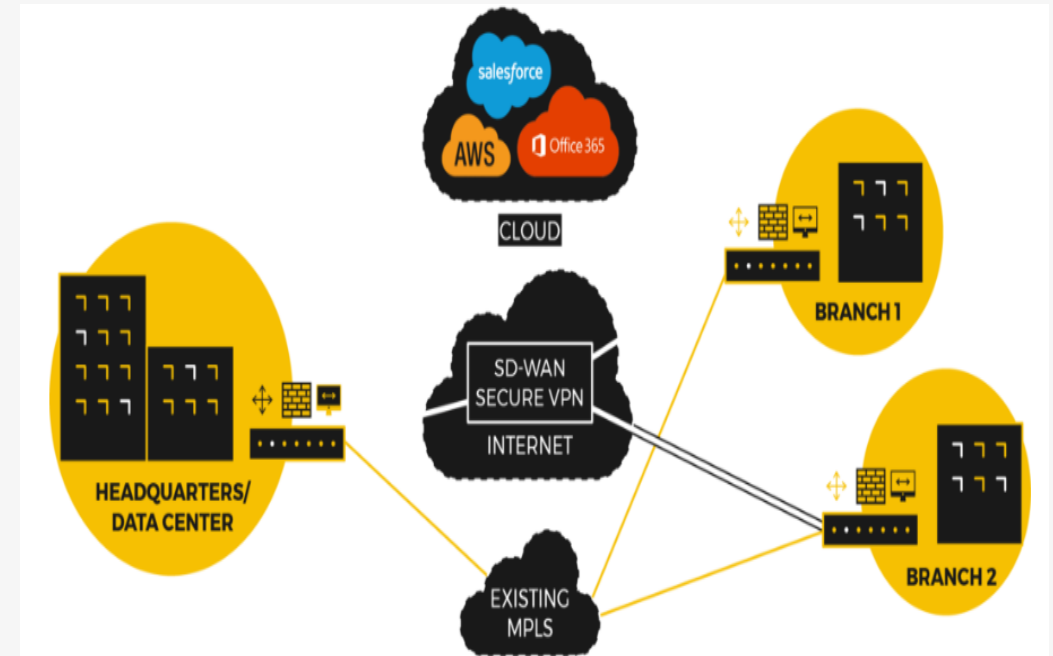 salesforce
AWS
Office 365
CLOUD
BRANCH 1
SD-WAN
SECURE VPN
INTERNET
HEADQUARTERS/
DATA CENTER
BRANCH 2
EXISTING
MPLS